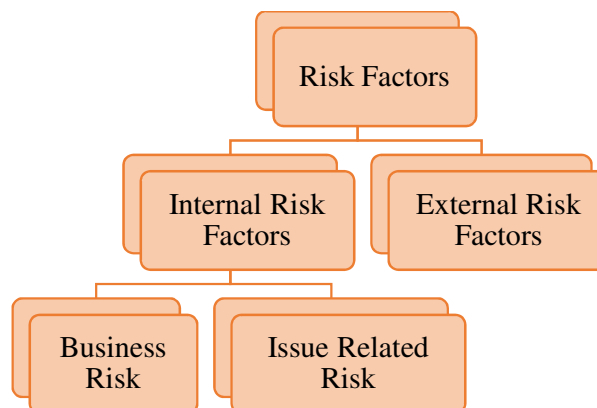 Risk Factors
Internal Risk
Factors
External Risk
Factors
Business
Risk
Issue Related
Risk